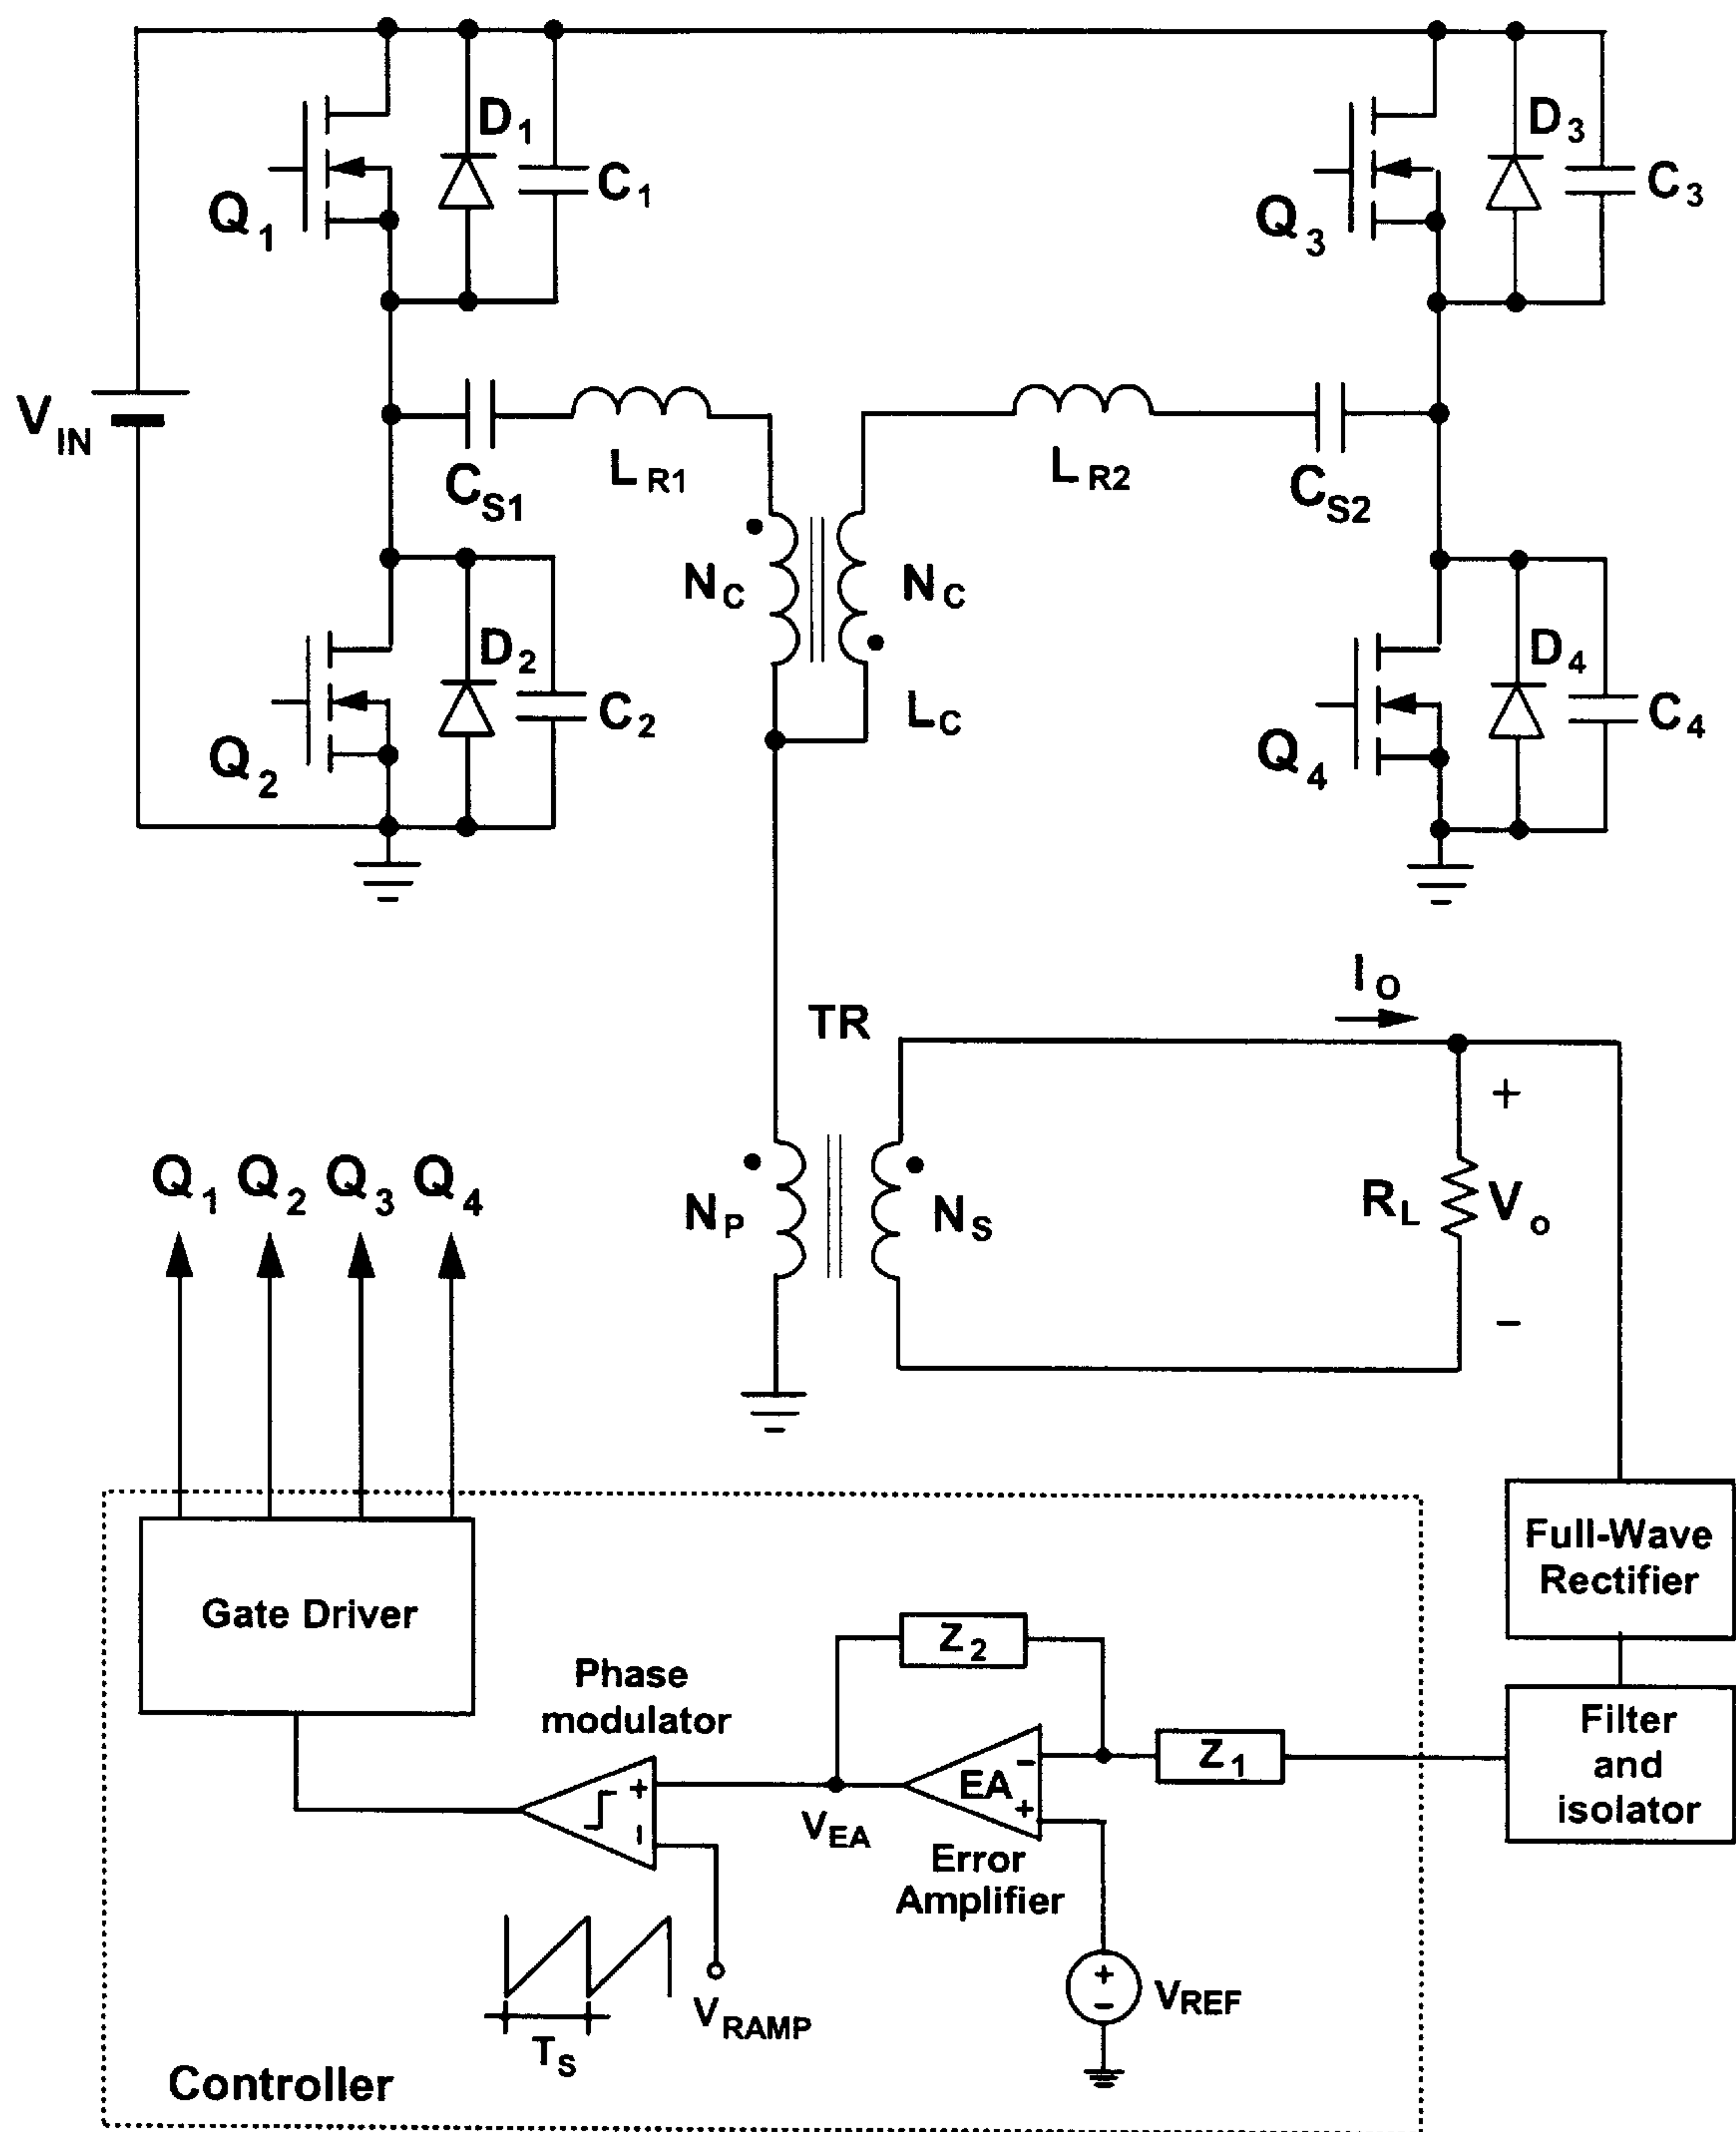 D1
C1
Q1
D3
C3
Q3
VIN
CS1
LR1
LR2
CS2
NC
NC
LC
D2
C2
Q2
D4
C4
Q4
IO
TR
Q1 Q2 Q3 Q4
NP
NS
RL
+
Vo
−
Full-Wave
Rectifier
Gate Driver
Z2
Phase
modulator
Filter
and
isolator
Z1
EA
−
+
+
−
VEA
Error
Amplifier
+
−
VREF
VRAMP
TS
Controller